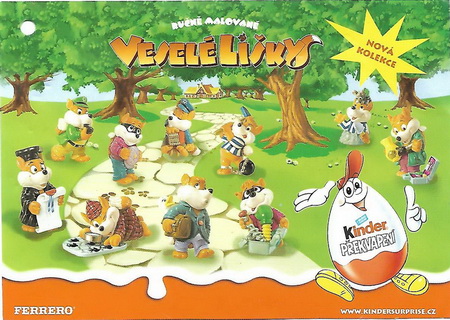 RUČNĚ MALOVANÉ
VESELÉ LIŠKY
NOVÁ
KOLEKCE
Kinder
PŘEKVAPENÍ
FERRERO
WWW.KINDERSURPRISE.CZ